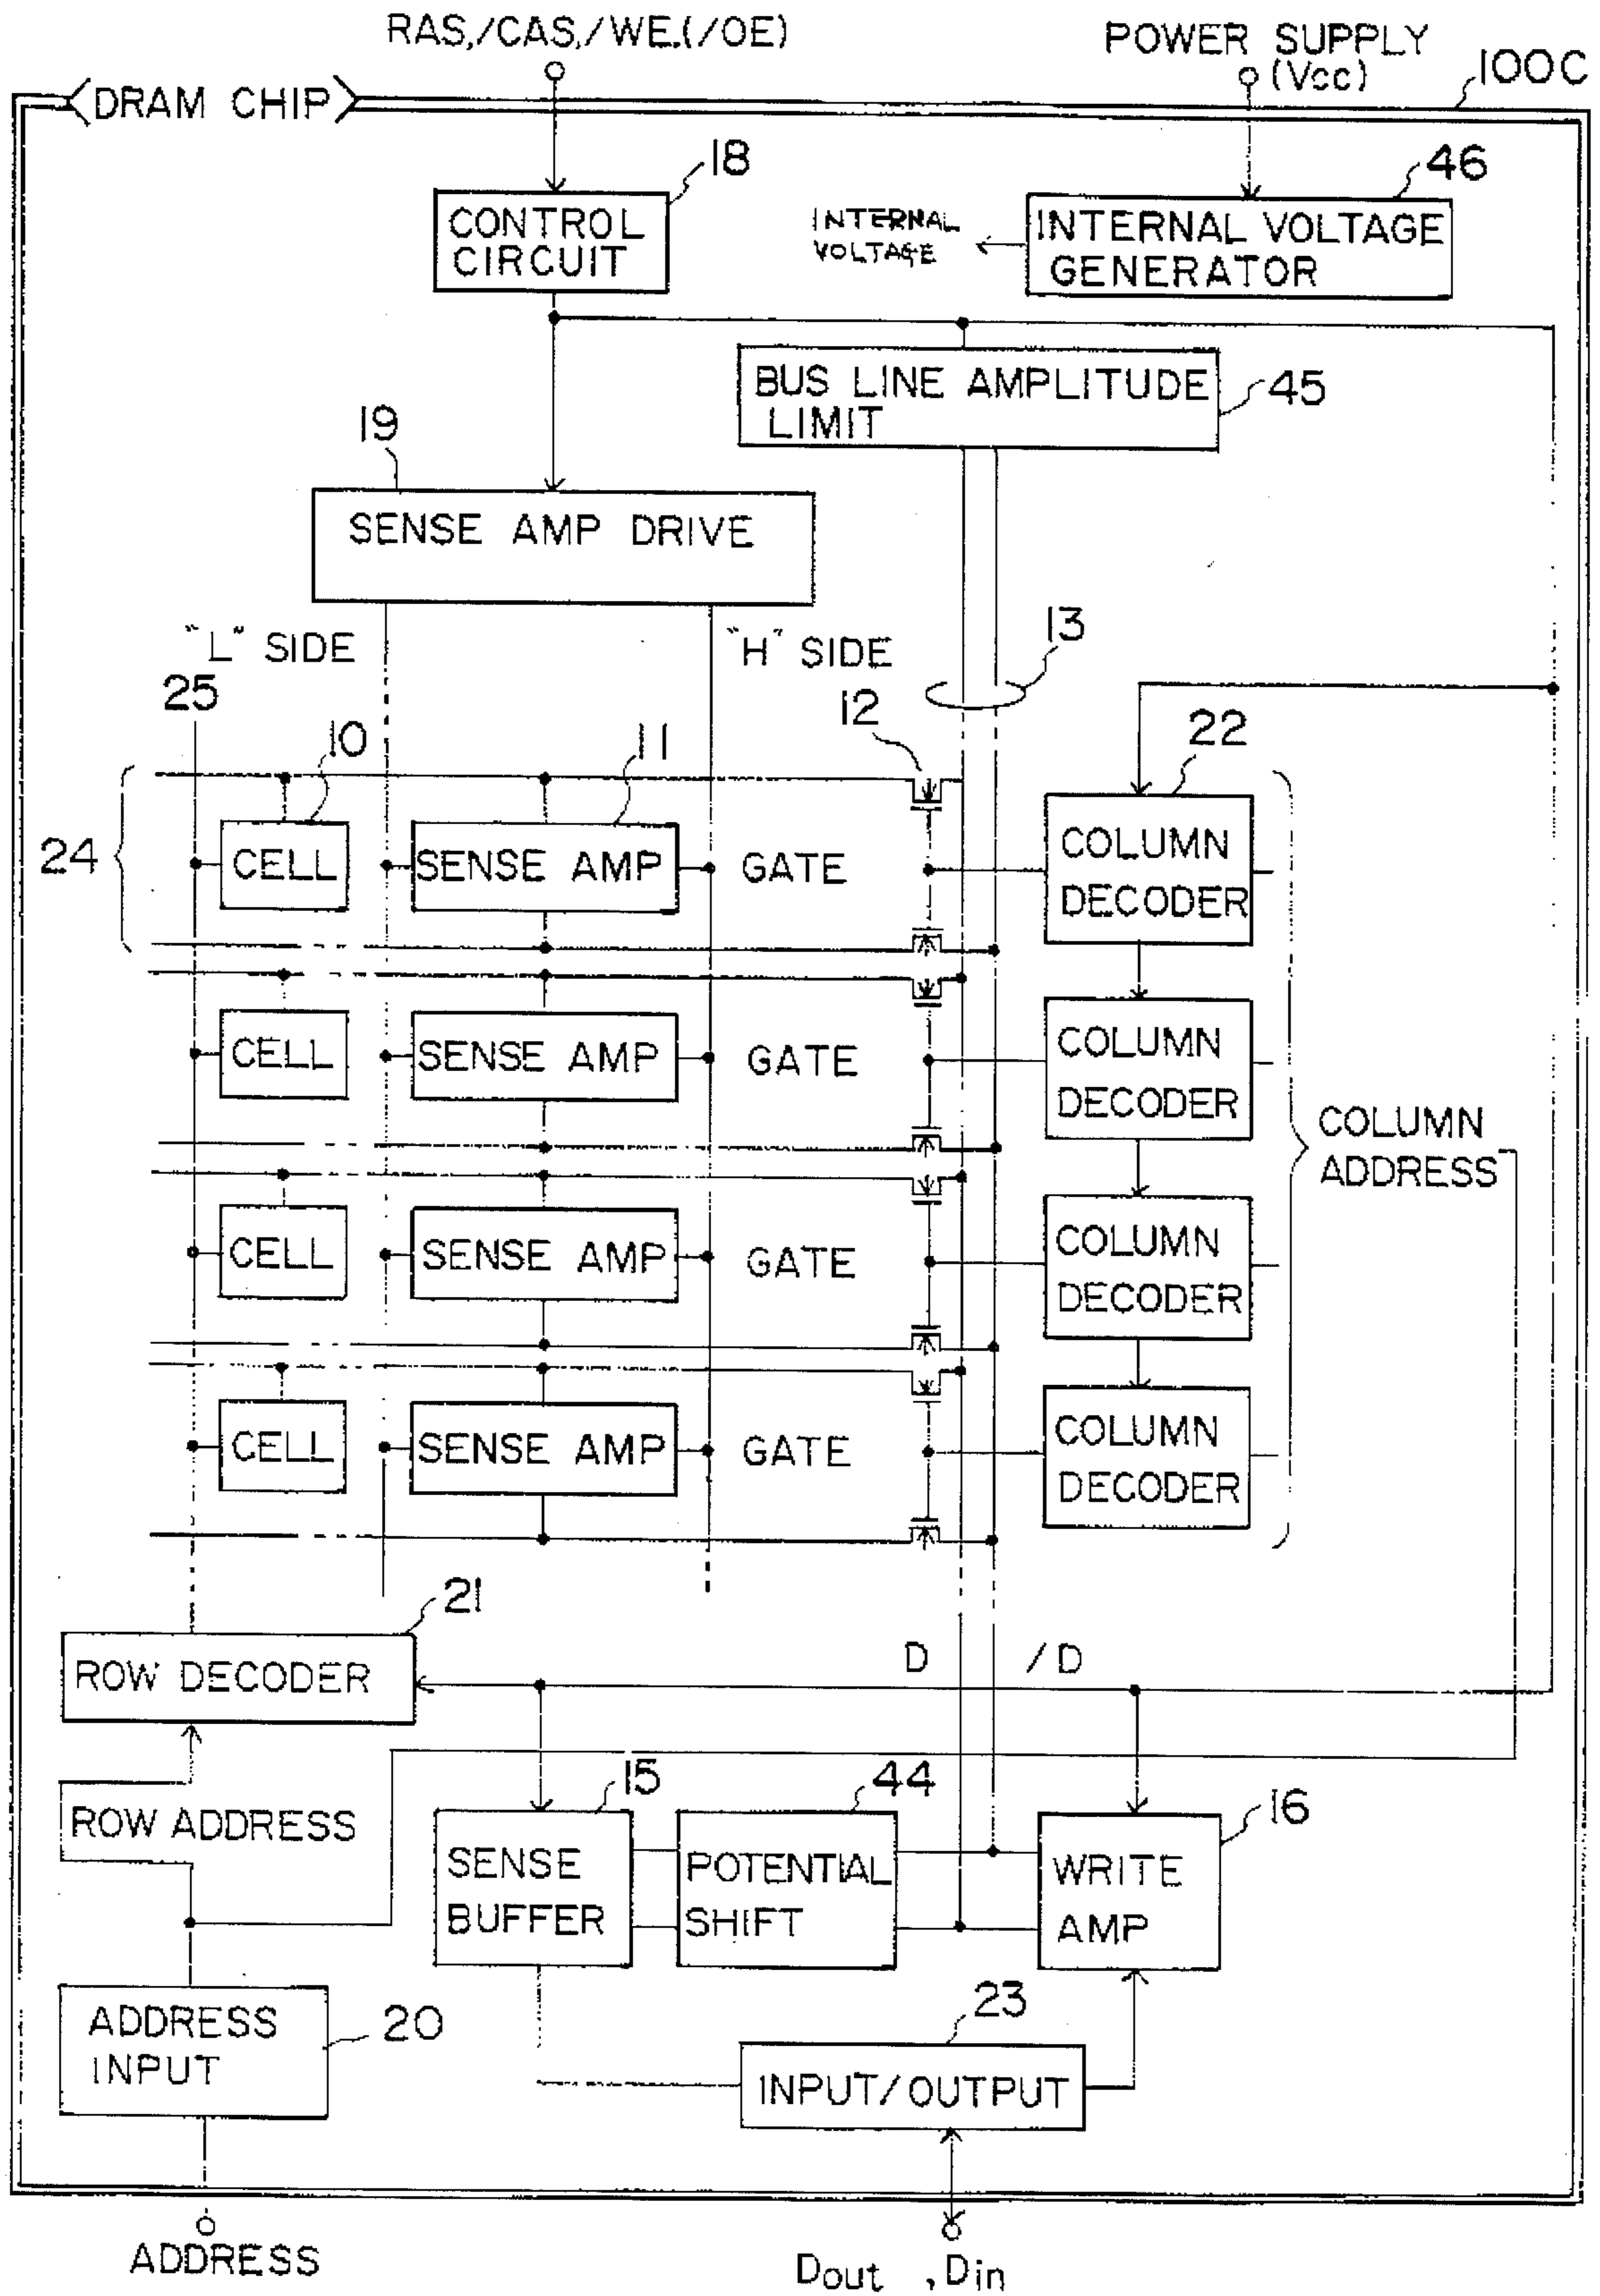 RAS,/CAS,/WE,(/OE)
POWER SUPPLY
(Vcc)
100C
DRAM CHIP
18
46
CONTROL
CIRCUIT
INTERNAL
VOLTAGE
INTERNAL VOLTAGE
GENERATOR
BUS LINE AMPLITUDE
LIMIT
45
19
SENSE AMP DRIVE
"L" SIDE
"H" SIDE
13
25
12
10
11
22
24
CELL
SENSE AMP
GATE
COLUMN
DECODER
CELL
SENSE AMP
GATE
COLUMN
DECODER
COLUMN
ADDRESS
CELL
SENSE AMP
GATE
COLUMN
DECODER
CELL
SENSE AMP
GATE
COLUMN
DECODER
21
ROW DECODER
D
/D
15
44
16
ROW ADDRESS
SENSE
BUFFER
POTENTIAL
SHIFT
WRITE
AMP
23
ADDRESS
INPUT
20
INPUT/OUTPUT
ADDRESS
Dout ,Din